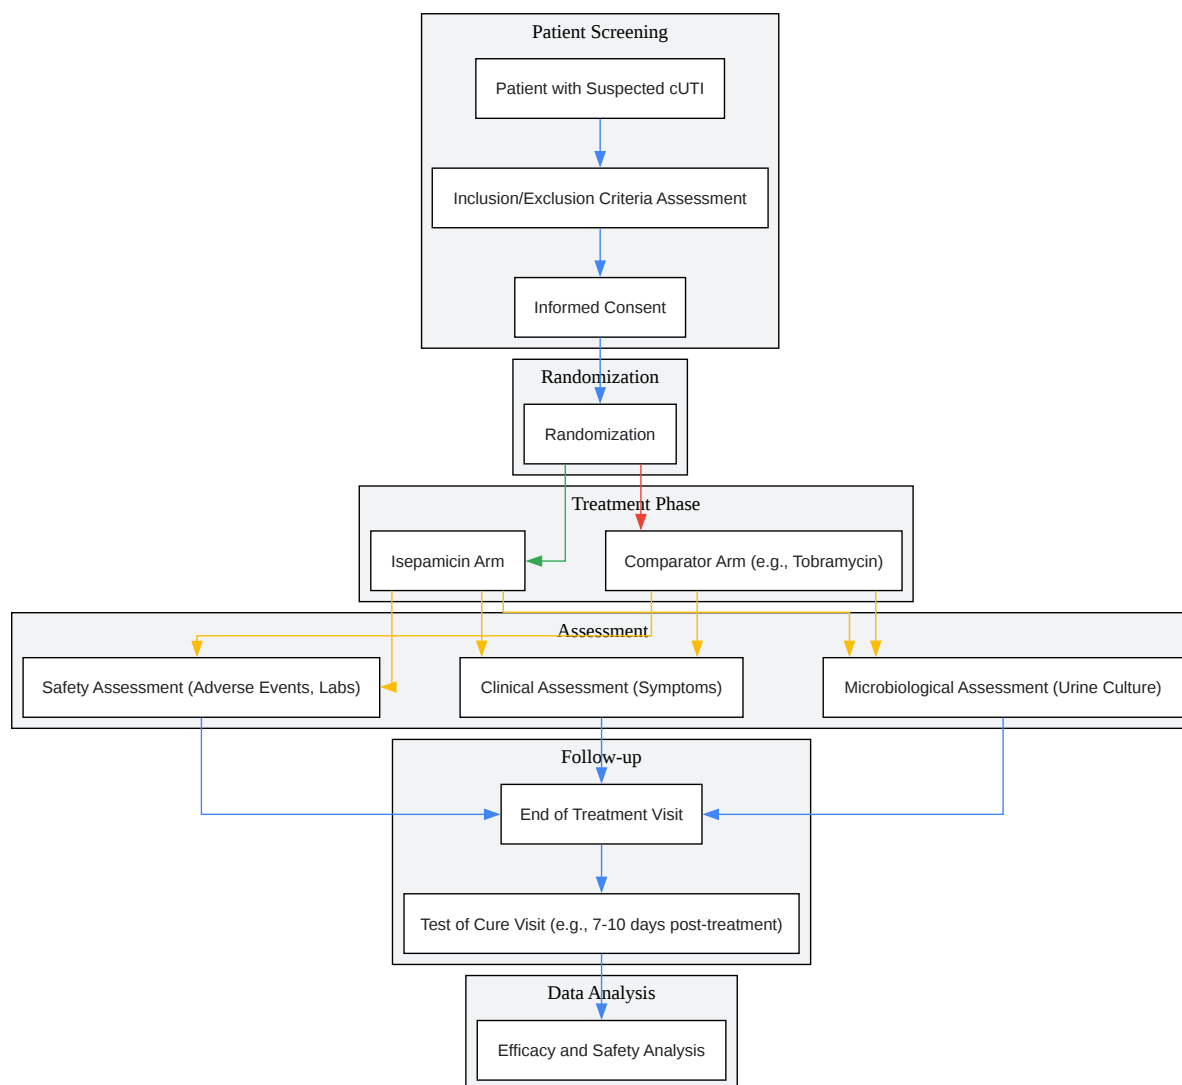 Patient Screening
Patient with Suspected cUTI
Inclusion/Exclusion Criteria Assessment
Informed Consent
Randomization
Randomization
Treatment Phase
Isepamicin Arm
Comparator Arm (e.g., Tobramycin)
Assessment
Safety Assessment (Adverse Events, Labs)
Clinical Assessment (Symptoms)
Microbiological Assessment (Urine Culture)
Follow-up
End of Treatment Visit
Test of Cure Visit (e.g., 7-10 days post-treatment)
Data Analysis
Efficacy and Safety Analysis